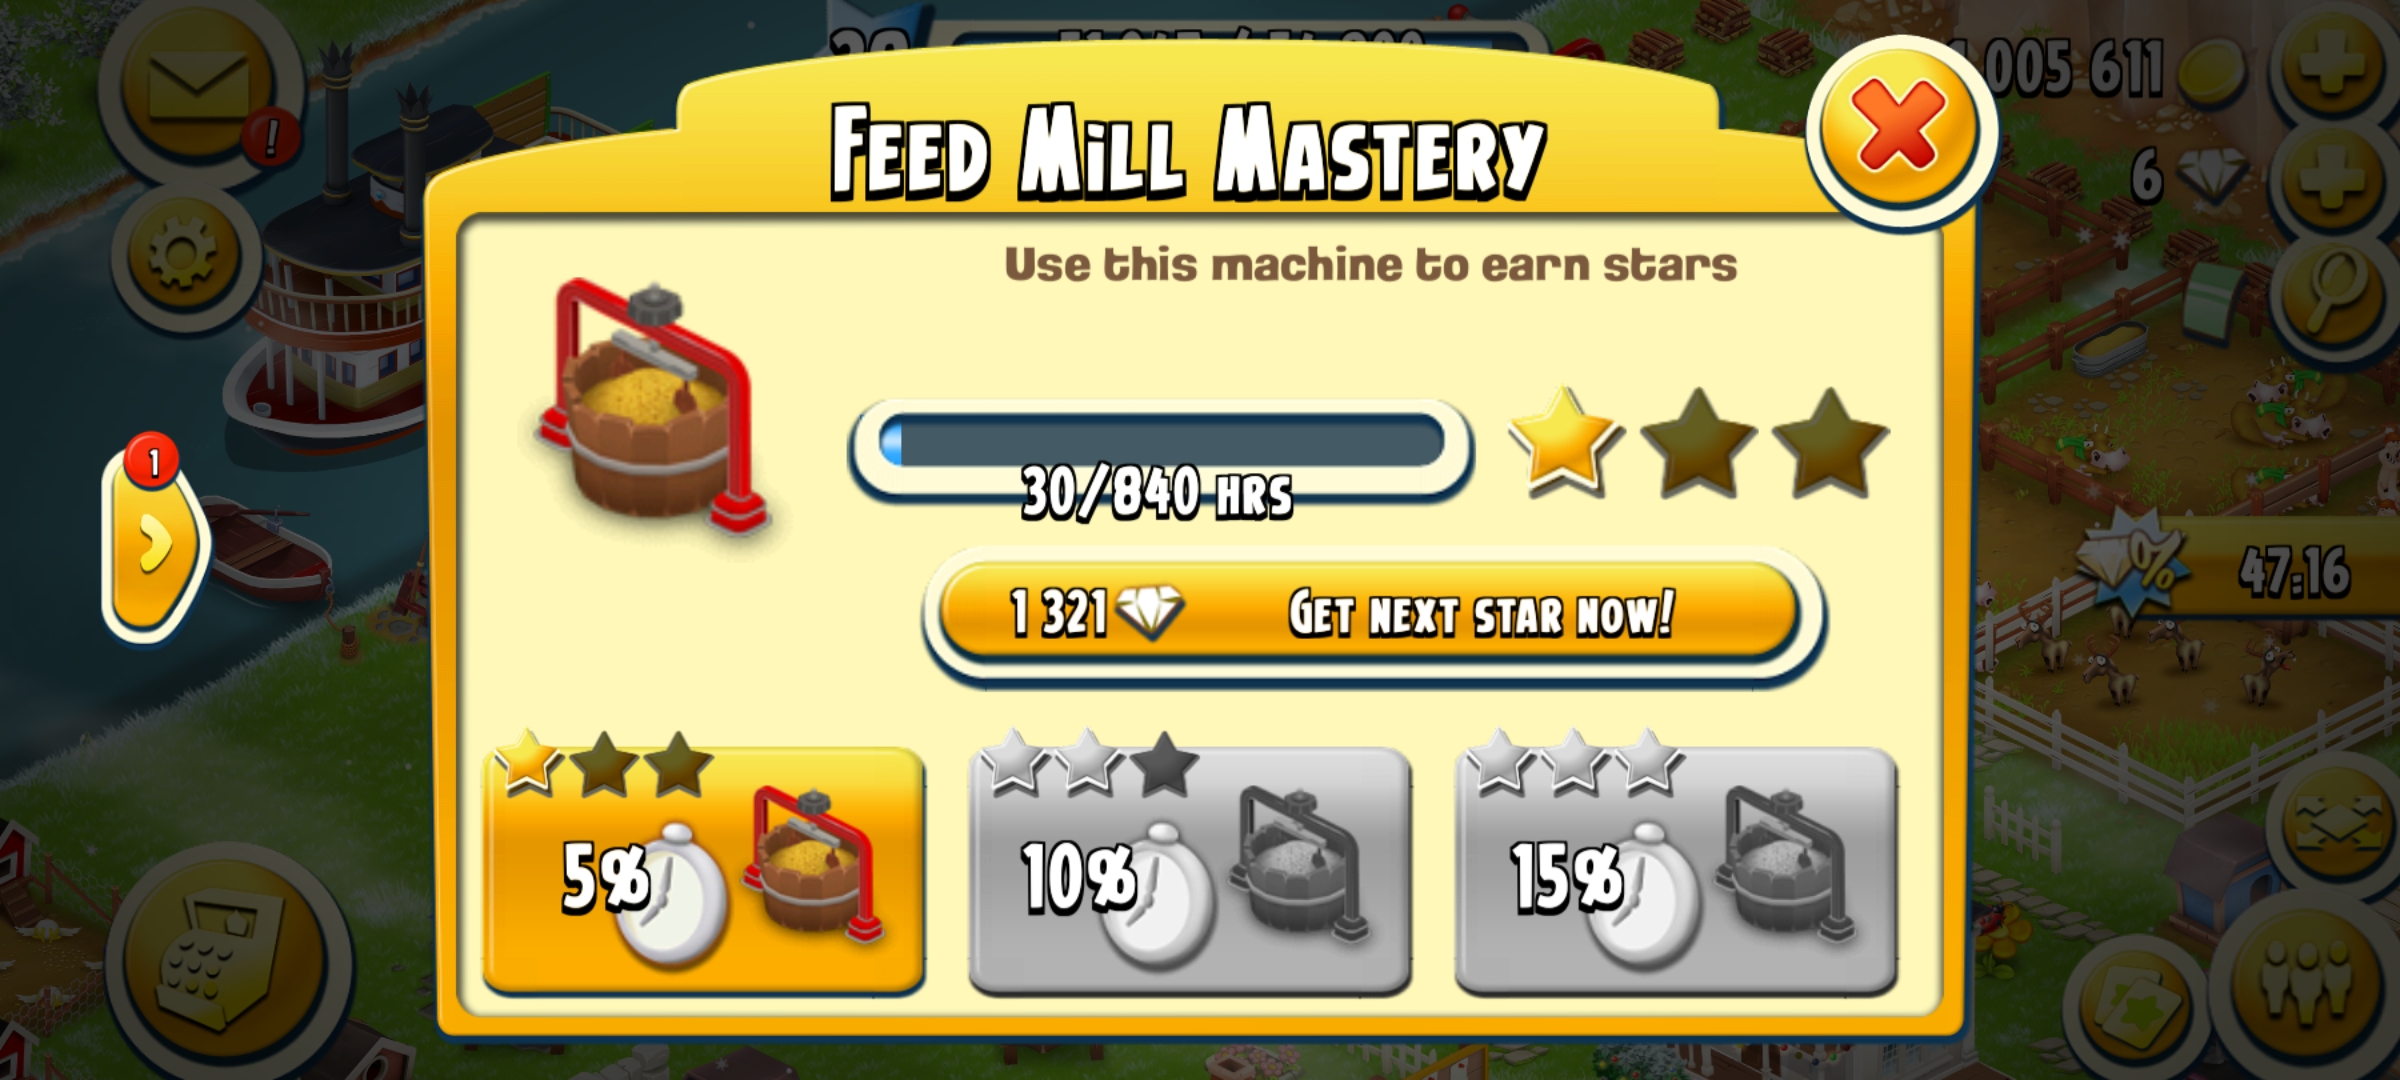 FEED MILL MASTERY
005 611
6
Use this machine to earn stars
1
30/840 HRS
47:16
1 321 GET NEXT STAR NOW!
5%
10%
15%